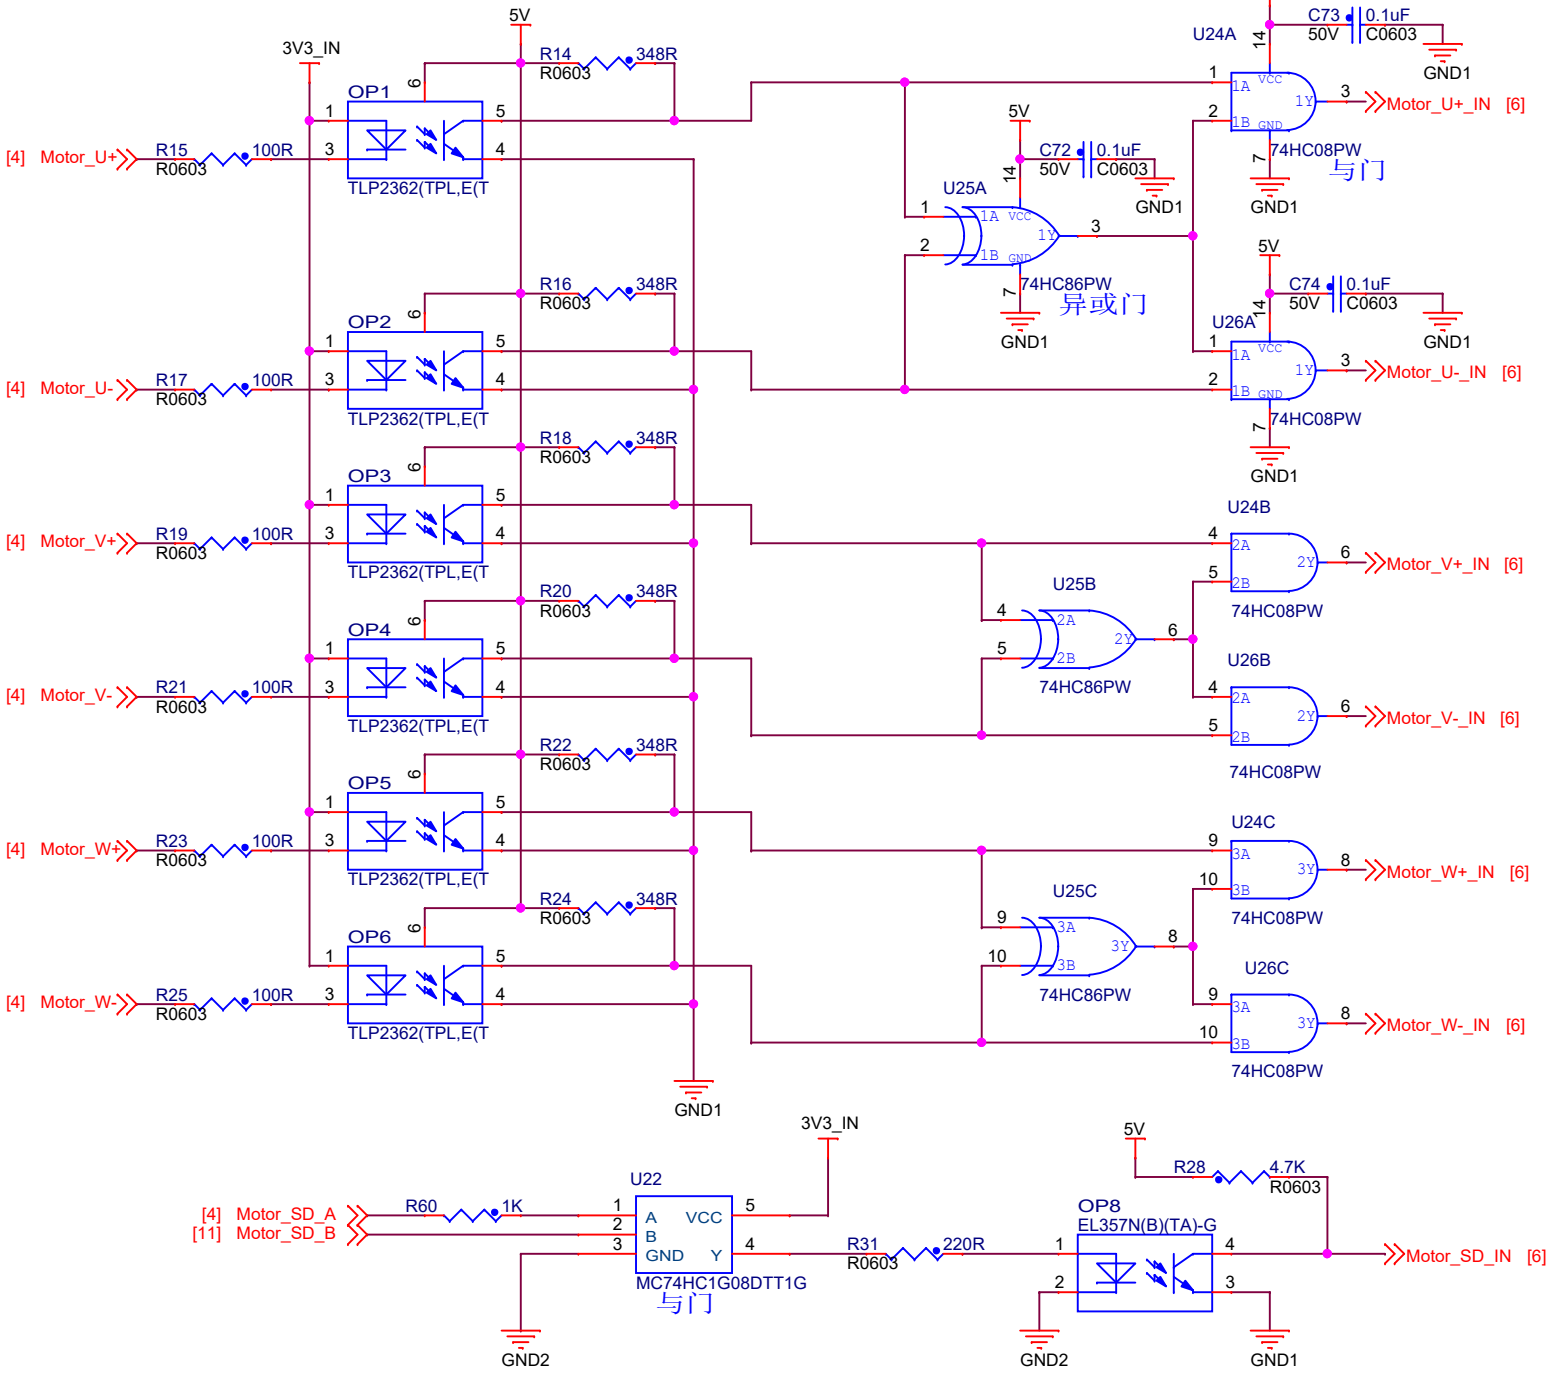 5V
3V3_IN
R14 348R
R0603
6
OP1
1 5
3 4
[4] Motor_U+ R15 100R
R0603
TLP2362(TPL,E(T
R16 348R
R0603
6
OP2
1 5
3 4
[4] Motor_U- R17 100R
R0603
TLP2362(TPL,E(T
R18 348R
R0603
6
OP3
1 5
3 4
[4] Motor_V+ R19 100R
R0603
TLP2362(TPL,E(T
R20 348R
R0603
6
OP4
1 5
3 4
[4] Motor_V- R21 100R
R0603
TLP2362(TPL,E(T
R22 348R
R0603
6
OP5
1 5
3 4
[4] Motor_W+ R23 100R
R0603
TLP2362(TPL,E(T
R24 348R
R0603
6
OP6
1 5
3 4
[4] Motor_W- R25 100R
R0603
TLP2362(TPL,E(T
GND1
U24A
14
C73 0.1uF
50V C0603
GND1
1 1A VCC
1Y 3 Motor_U+_IN [6]
2 1B GND
7 74HC08PW
与门
GND1
5V
C72 0.1uF
50V C0603
GND1
14
U25A
1 1A VCC
1Y 3
2 1B GND
7 74HC86PW
异或门
GND1
5V
C74 0.1uF
50V C0603
GND1
14
U26A
1 1A VCC
1Y 3 Motor_U-_IN [6]
2 1B GND
7 74HC08PW
GND1
U24B
4 2A
2Y 6 Motor_V+_IN [6]
5 2B
74HC08PW
U25B
4 2A
2Y 6
5 2B
74HC86PW
U26B
4 2A
2Y 6 Motor_V-_IN [6]
5 2B
74HC08PW
U24C
9 3A
3Y 8 Motor_W+_IN [6]
10 3B
74HC08PW
U25C
9 3A
3Y 8
10 3B
74HC86PW
U26C
9 3A
3Y 8 Motor_W-_IN [6]
10 3B
74HC08PW
3V3_IN
U22
[4] Motor_SD_A R60 1K 1 A VCC 5
[11] Motor_SD_B 2 B
3 GND Y 4
MC74HC1G08DTT1G
与门
GND2
R31 220R
R0603
5V
R28 4.7K
R0603
OP8
EL357N(B)(TA)-G
1 4 Motor_SD_IN [6]
2 3
GND2 GND1